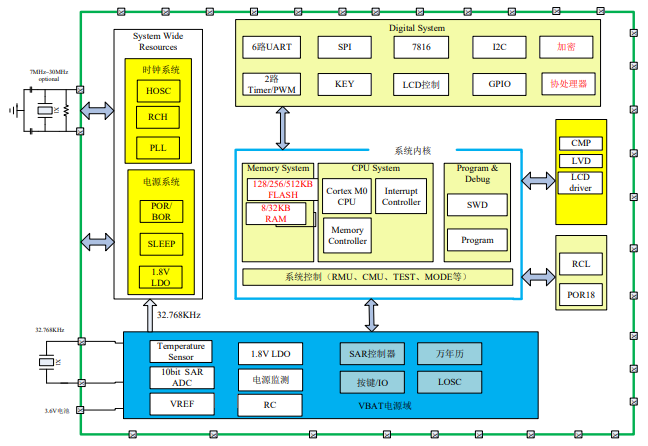 Digital System
6路UART
SPI
7816
I2C
加密
2路
Timer/PWM
KEY
LCD控制
GPIO
协处理器
System Wide
Resources
时钟系统
HOSC
RCH
PLL
电源系统
POR/
BOR
SLEEP
1.8V
LDO
7MHz~30MHz
optional
X1
系统内核
Memory System
128/256/512KB
FLASH
8/32KB
RAM
CPU System
Cortex M0
CPU
Interrupt
Controller
Memory
Controller
Program &
Debug
SWD
Program
系统控制（RMU、CMU、TEST、MODE等）
CMP
LVD
LCD
driver
RCL
POR18
32.768KHz
32.768KHz
X1
3.6V电池
Temperature
Sensor
1.8V LDO
SAR控制器
万年历
10bit SAR
ADC
电源监测
按键/IO
LOSC
VREF
RC
VBAT电源域